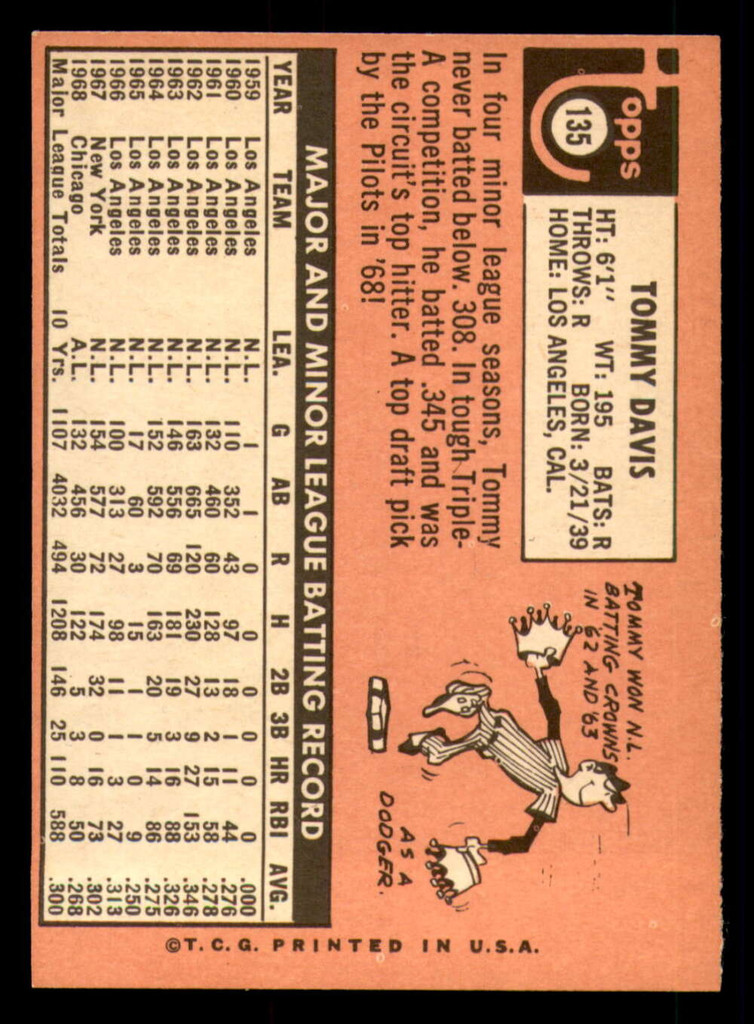 Topps
135
TOMMY DAVIS
HT: 6'1" WT: 195 BATS: R
THROWS: R BORN: 3/21/39
HOME: LOS ANGELES, CAL.
In four minor league seasons, Tommy
never batted below. 308. In tough Triple-
A competition, he batted .345 and was
the circuit's top hitter. A top draft pick
by the Pilots in '68!
TOMMY WON N.L.
BATTING CROWNS
IN '62 AND '63
AS A
DODGER.
MAJOR AND MINOR LEAGUE BATTING RECORD
YEAR TEAM LEA. G AB R H 2B 3B HR RBI AVG.
1959 Los Angeles N.L. 1 1 0 0 0 0 0 0 .000
1960 Los Angeles N.L. 110 352 43 97 18 1 11 44 .276
1961 Los Angeles N.L. 132 460 60 128 13 2 15 58 .278
1962 Los Angeles N.L. 163 665 120 230 27 9 27 153 .346
1963 Los Angeles N.L. 146 556 69 181 19 3 16 88 .326
1964 Los Angeles N.L. 152 592 70 163 20 5 14 86 .275
1965 Los Angeles N.L. 17 60 3 15 1 1 0 9 .250
1966 Los Angeles N.L. 100 313 27 98 11 1 3 27 .313
1967 New York N.L. 154 577 72 174 32 0 16 73 .302
1968 Chicago A.L. 132 456 30 122 5 3 8 50 .268
Major League Totals 10 Yrs. 1107 4032 494 1208 146 25 110 588 .300
©T.C.G. PRINTED IN U.S.A.